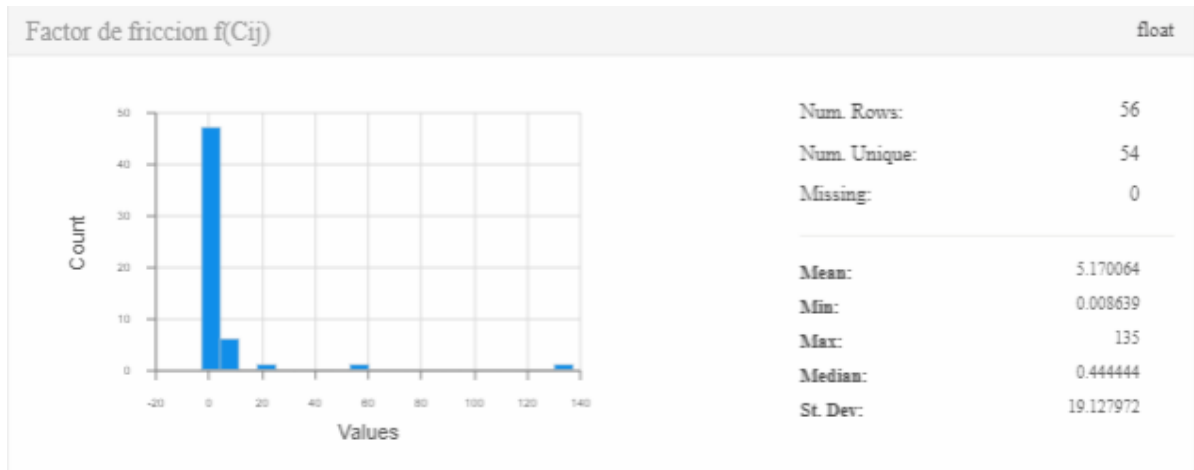 Factor de friccion f(Cij) float
50
40
30
20
10
0
Count
-20 0 20 40 60 80 100 120 140
Values
Num. Rows: 56
Num. Unique: 54
Missing: 0
Mean: 5.170064
Min: 0.008639
Max: 135
Median: 0.444444
St. Dev: 19.127972